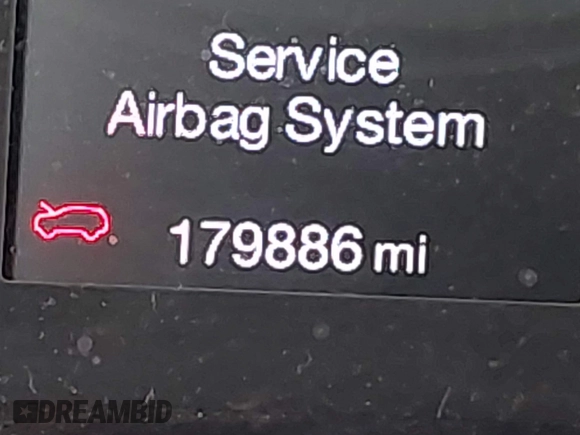 Service
Airbag System
179886 mi
DREAMBID